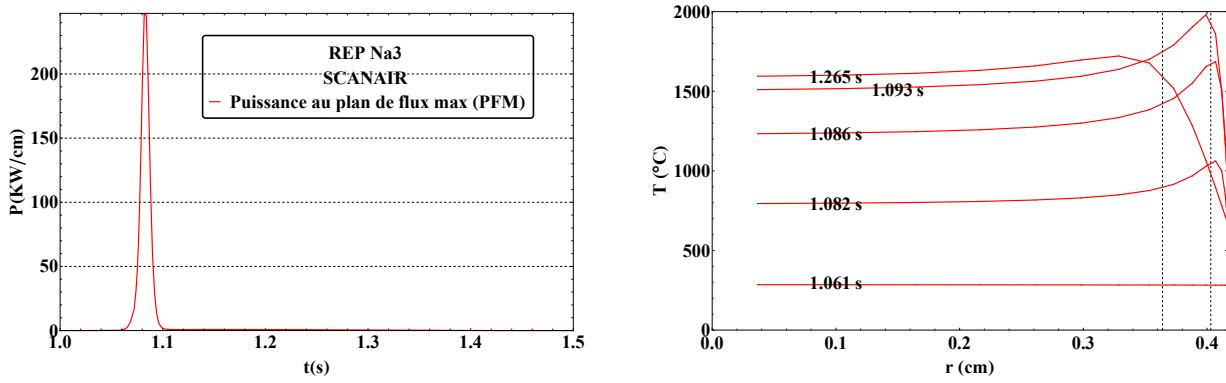 200
150
100
50
0
P(KW/cm)
REP Na3
SCANAIR
Puissance au plan de flux max (PFM)
1.0 1.1 1.2 1.3 1.4 1.5
t(s)
2000
1500
1000
500
0
T (°C)
1.265 s
1.093 s
1.086 s
1.082 s
1.061 s
0.0 0.1 0.2 0.3 0.4
r (cm)